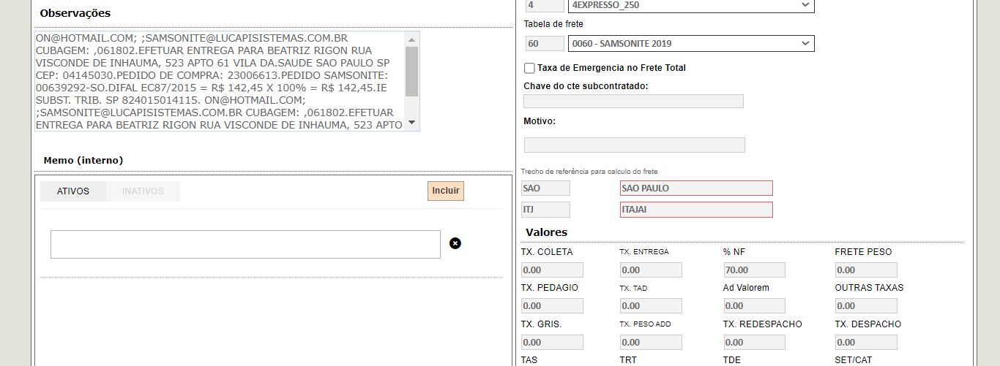 Observações
ON@HOTMAIL.COM; ;SAMSONITE@LUCAPISISTEMAS.COM.BR
CUBAGEM: ,061802.EFETUAR ENTREGA PARA BEATRIZ RIGON RUA
VISCONDE DE INHAUMA, 523 APTO 61 VILA DA.SAUDE SAO PAULO SP
CEP: 04145030.PEDIDO DE COMPRA: 23006613.PEDIDO SAMSONITE:
00639292-SO.DIFAL EC87/2015 = R$ 142,45 X 100% = R$ 142,45.IE
SUBST. TRIB. SP 824015014115. ON@HOTMAIL.COM;
;SAMSONITE@LUCAPISISTEMAS.COM.BR CUBAGEM: ,061802.EFETUAR
ENTREGA PARA BEATRIZ RIGON RUA VISCONDE DE INHAUMA, 523 APTO
Memo (interno)
ATIVOS INATIVOS Incluir
4 4EXPRESSO_250
Tabela de frete
60 0060 - SAMSONITE 2019
Taxa de Emergencia no Frete Total
Chave do cte subcontratado:
Motivo:
Trecho de referência para calculo do frete
SAO SAO PAULO
ITJ ITAJAI
Valores
TX. COLETA TX. ENTREGA % NF FRETE PESO
0.00 0.00 70.00 0.00
TX. PEDAGIO TX. TAD Ad Valorem OUTRAS TAXAS
0.00 0.00 0.00 0.00
TX. GRIS. TX. PESO ADD TX. REDESPACHO TX. DESPACHO
0.00 0.00 0.00 0.00
TAS TRT TDE SET/CAT